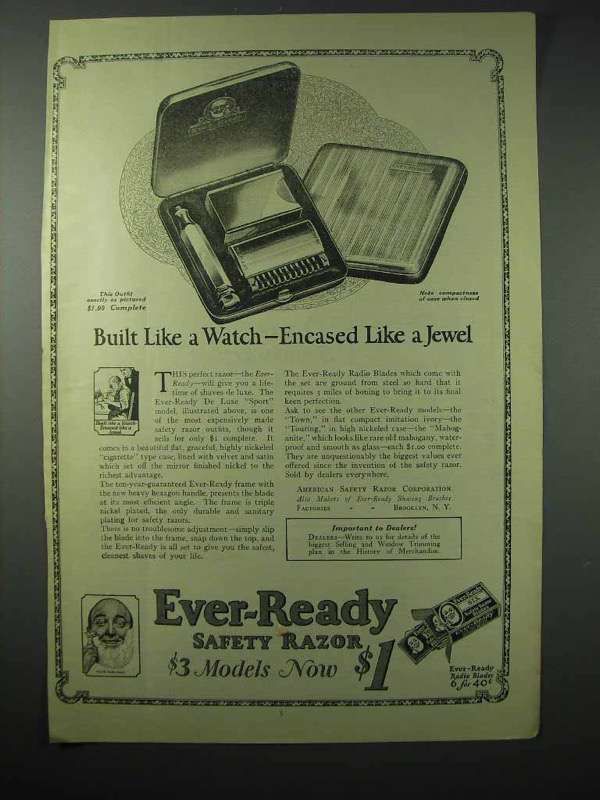 This Outfit
exactly as pictured
$1.00 Complete
Note compactness
of case when closed
Built Like a Watch—Encased Like a Jewel
Built like a Watch—
Encased like a
Jewel
THIS perfect razor—the Ever-
Ready—will give you a life-
time of shaves de luxe. The
Ever-Ready De Luxe "Sport"
model, illustrated above, is one
of the most expensively made
safety razor outfits, though it
sells for only $1 complete. It
comes in a beautiful flat, graceful, highly nickeled
"cigarette" type case, lined with velvet and satin
which set off the mirror finished nickel to the
richest advantage.
The ten-year-guaranteed Ever-Ready frame with
the new heavy hexagon handle, presents the blade
at its most efficient angle. The frame is triple
nickel plated, the only durable and sanitary
plating for safety razors.
There is no troublesome adjustment—simply slip
the blade into the frame, snap down the top, and
the Ever-Ready is all set to give you the safest,
cleanest shaves of your life.
The Ever-Ready Radio Blades which come with
the set are ground from steel so hard that it
requires 5 miles of honing to bring it to its final
keen perfection.
Ask to see the other Ever-Ready models—the
"Town," in flat compact imitation ivory—the
"Touring," in high nickeled case—the "Mahog-
anite," which looks like rare old mahogany, water-
proof and smooth as glass—each $1.00 complete.
They are unquestionably the biggest values ever
offered since the invention of the safety razor.
Sold by dealers everywhere.
AMERICAN SAFETY RAZOR CORPORATION
Also Makers of Ever-Ready Shaving Brushes
FACTORIES - - BROOKLYN, N. Y.
Important to Dealers!
DEALERS—Write to us for details of the
biggest Selling and Window Trimming
plan in the History of Merchandise.
Ever-Ready
SAFETY RAZOR
$3 Models Now $1
Ever-Ready
Radio Blades
6 for 40¢